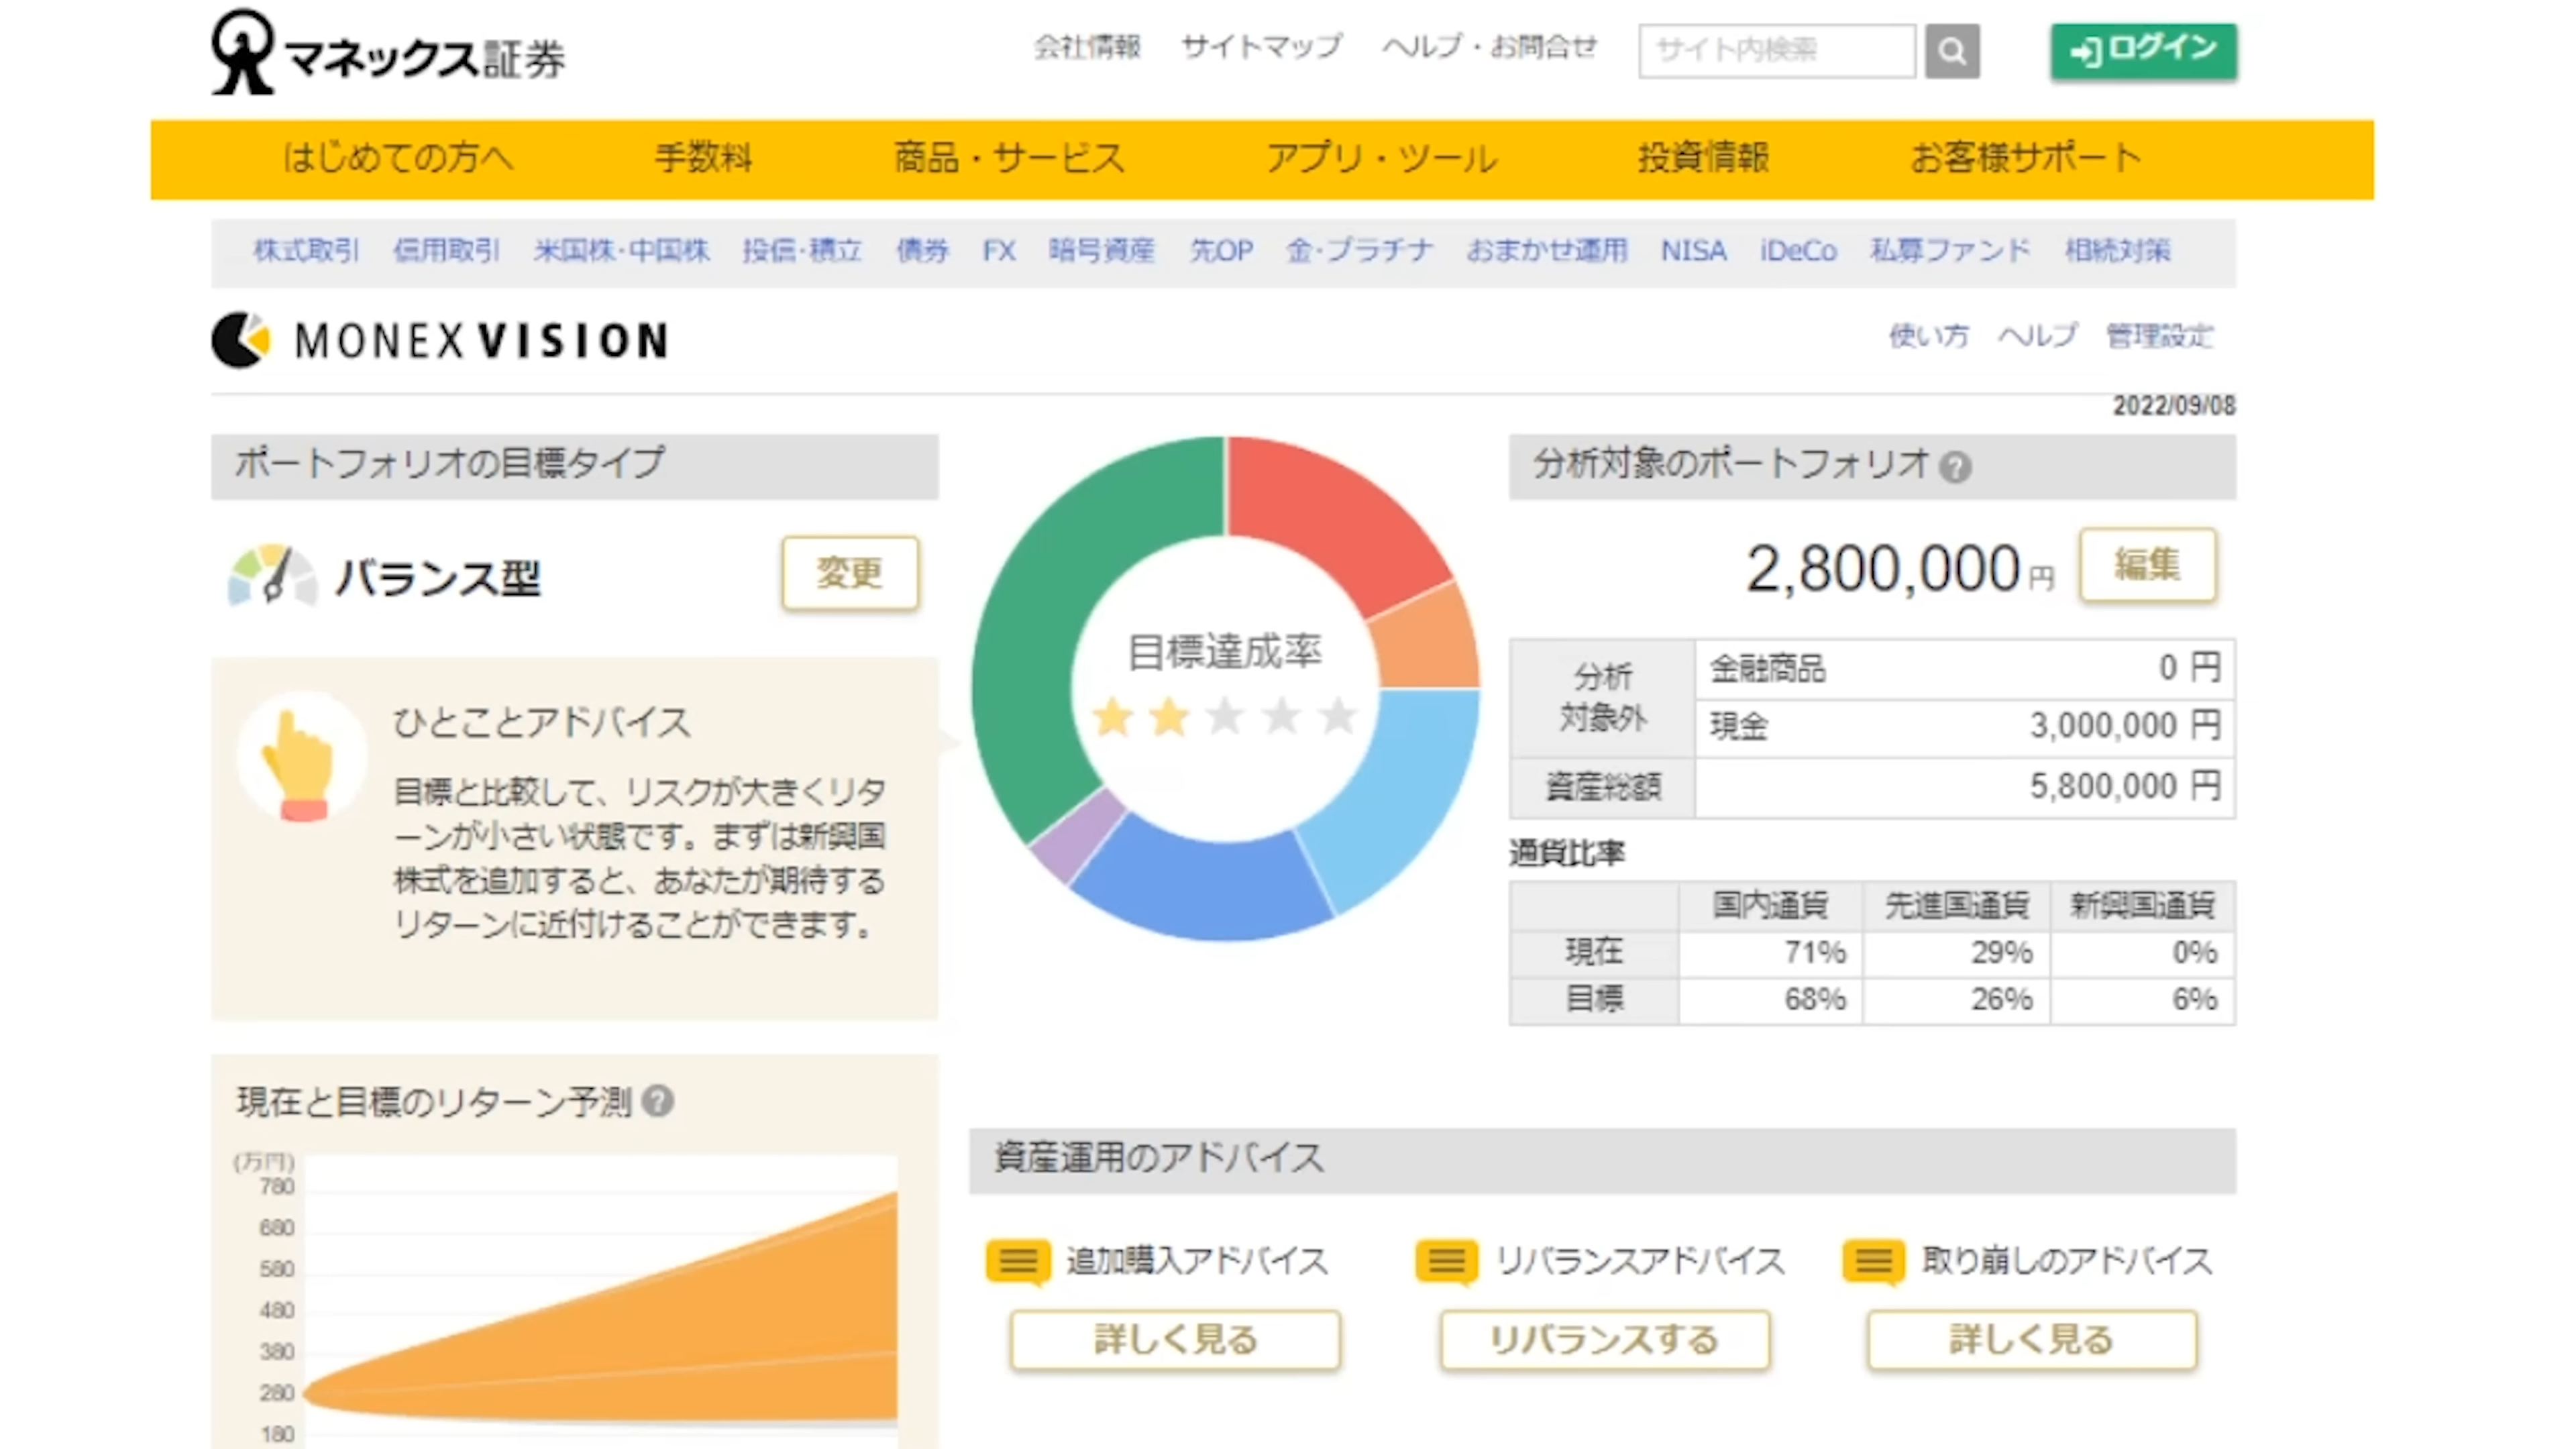 マネックス証券
会社情報 サイトマップ ヘルプ・お問合せ サイト内検索 ログイン
はじめての方へ 手数料 商品・サービス アプリ・ツール 投資情報 お客様サポート
株式取引 信用取引 米国株・中国株 投信・積立 債券 FX 暗号資産 先OP 金・プラチナ おまかせ運用 NISA iDeCo 私募ファンド 相続対策
MONEX VISION
使い方 ヘルプ 管理設定
2022/09/08
ポートフォリオの目標タイプ
バランス型 変更
ひとことアドバイス
目標と比較して、リスクが大きくリタ
ーンが小さい状態です。まずは新興国
株式を追加すると、あなたが期待する
リターンに近付けることができます。
目標達成率
分析対象のポートフォリオ ?
2,800,000 円 編集
分析
対象外
金融商品 0 円
現金 3,000,000 円
資産総額 5,800,000 円
通貨比率
国内通貨 先進国通貨 新興国通貨
現在 71% 29% 0%
目標 68% 26% 6%
現在と目標のリターン予測 ?
(万円)
780
680
580
480
380
280
180
資産運用のアドバイス
追加購入アドバイス リバランスアドバイス 取り崩しのアドバイス
詳しく見る リバランスする 詳しく見る